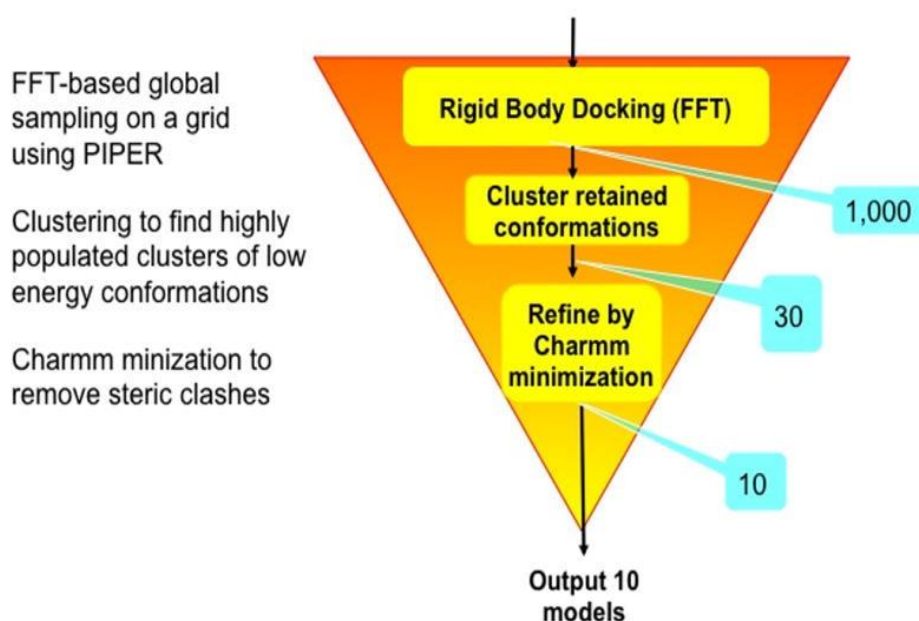 FFT-based global
sampling on a grid
using PIPER
Clustering to find highly
populated clusters of low
energy conformations
Charmm minization to
remove steric clashes
Rigid Body Docking (FFT)
1,000
Cluster retained
conformations
30
Refine by
Charmm
minimization
10
Output 10
models